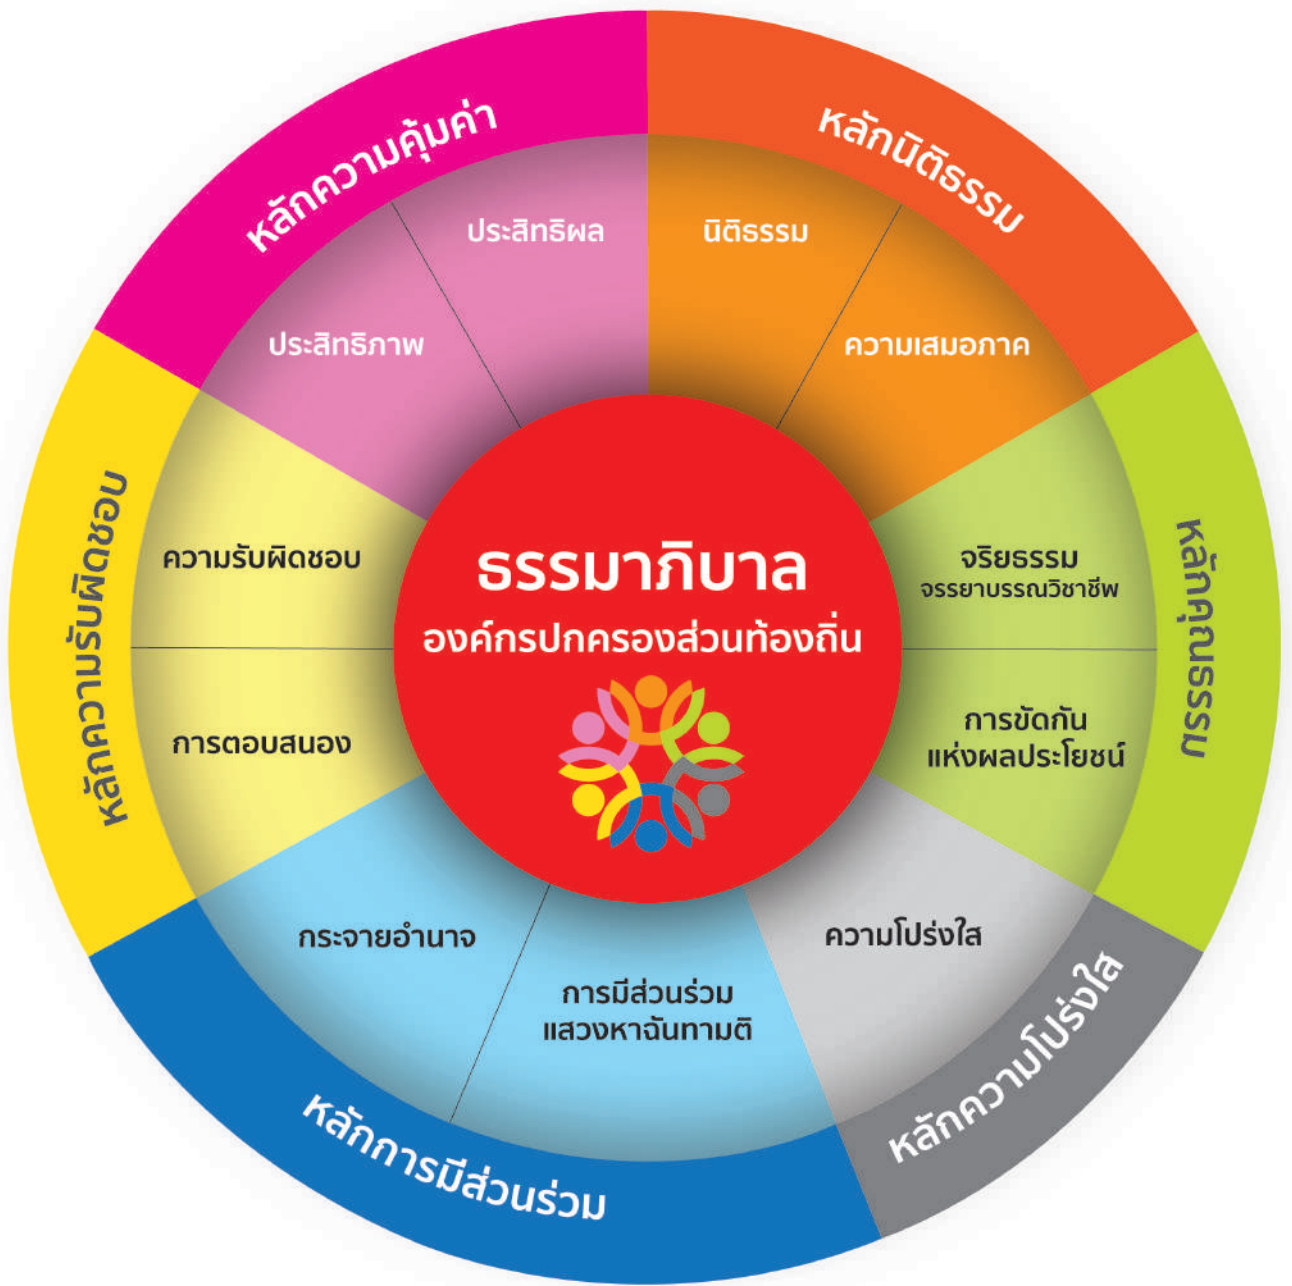 ธรรมาภิบาล
องค์กรปกครองส่วนท้องถิ่น
หลักนิติธรรม
นิติธรรม
ความเสมอภาค
หลักคุณธรรม
จริยธรรม
จรรยาบรรณวิชาชีพ
การขัดกัน
แห่งผลประโยชน์
หลักความโปร่งใส
ความโปร่งใส
หลักการมีส่วนร่วม
การมีส่วนร่วม
แสวงหาฉันทามติ
กระจายอำนาจ
หลักความรับผิดชอบ
การตอบสนอง
ความรับผิดชอบ
หลักความคุ้มค่า
ประสิทธิภาพ
ประสิทธิผล